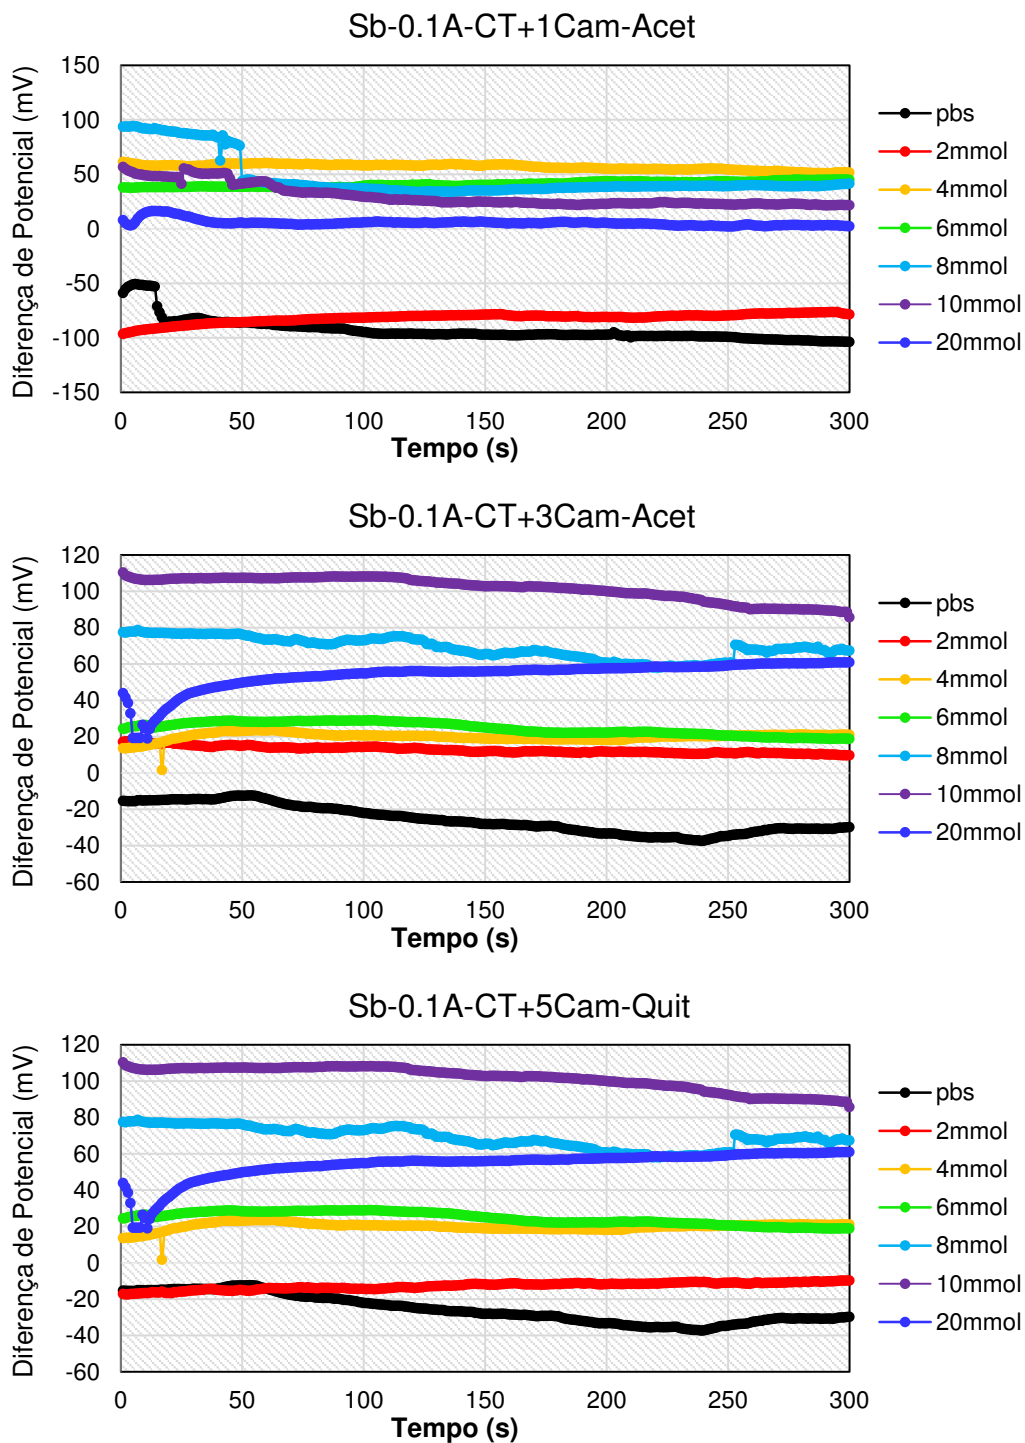 Sb-0.1A-CT+1Cam-Acet
Diferença de Potencial (mV)
150
100
50
0
-50
-100
-150
0 50 100 150 200 250 300
Tempo (s)
pbs
2mmol
4mmol
6mmol
8mmol
10mmol
20mmol
Sb-0.1A-CT+3Cam-Acet
Diferença de Potencial (mV)
120
100
80
60
40
20
0
-20
-40
-60
0 50 100 150 200 250 300
Tempo (s)
pbs
2mmol
4mmol
6mmol
8mmol
10mmol
20mmol
Sb-0.1A-CT+5Cam-Quit
Diferença de Potencial (mV)
120
100
80
60
40
20
0
-20
-40
-60
0 50 100 150 200 250 300
Tempo (s)
pbs
2mmol
4mmol
6mmol
8mmol
10mmol
20mmol